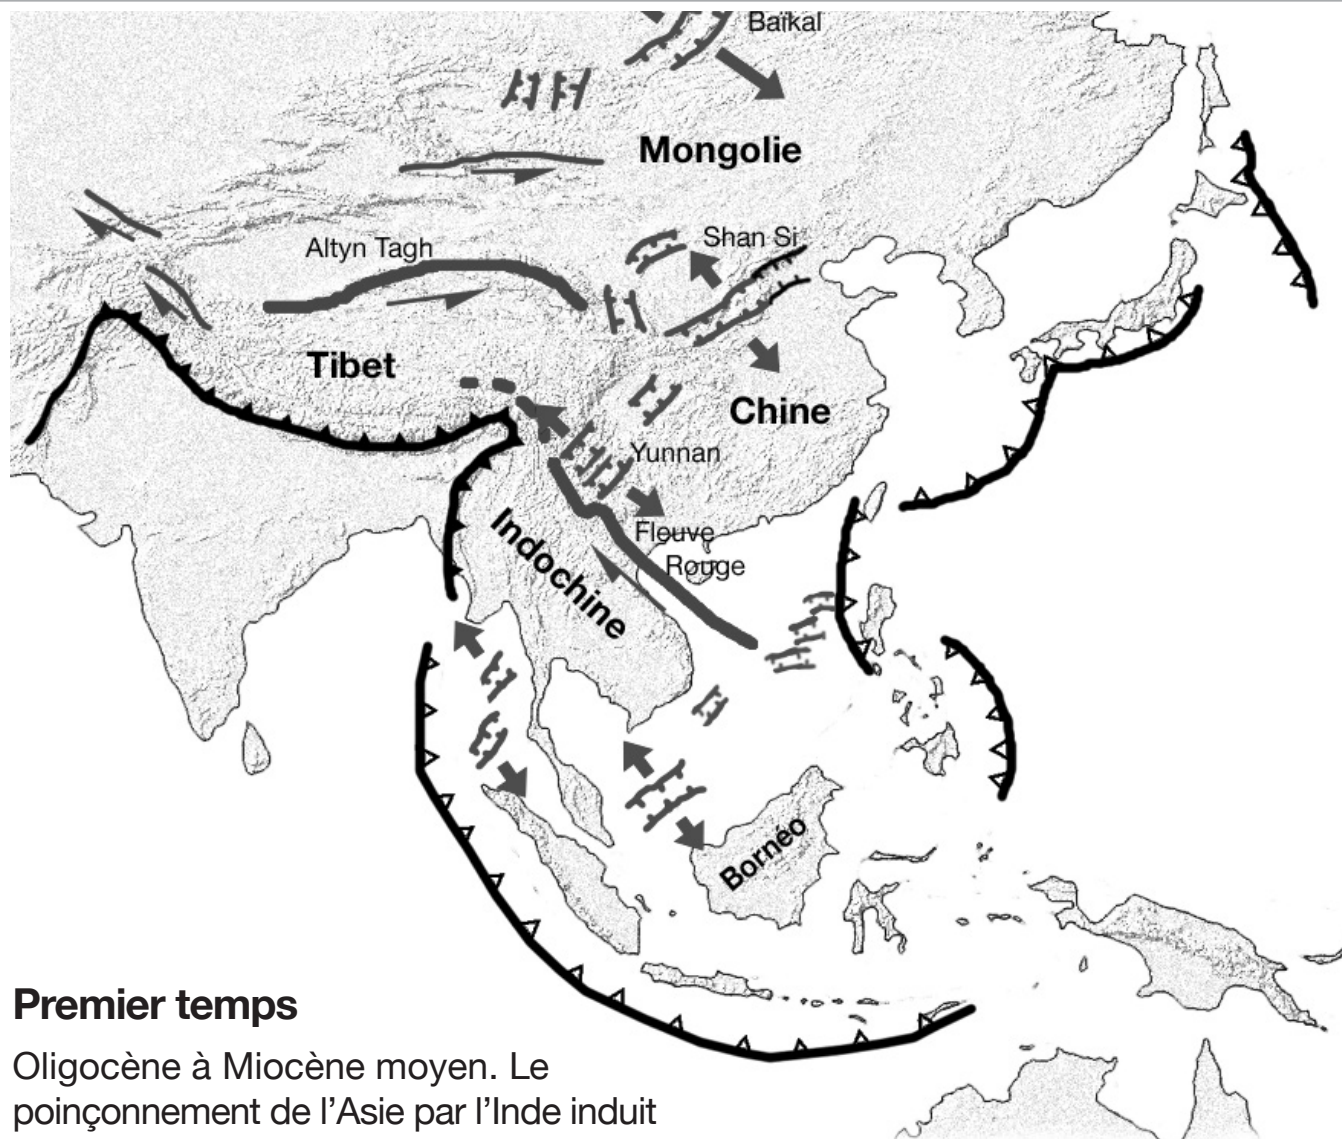 Baïkal
Mongolie
Shan Si
Altyn Tagh
Tibet
Chine
Yunnan
Indochine
Fleuve
Rouge
Bornéo
Premier temps
Oligocène à Miocène moyen. Le
poinçonnement de l’Asie par l’Inde induit